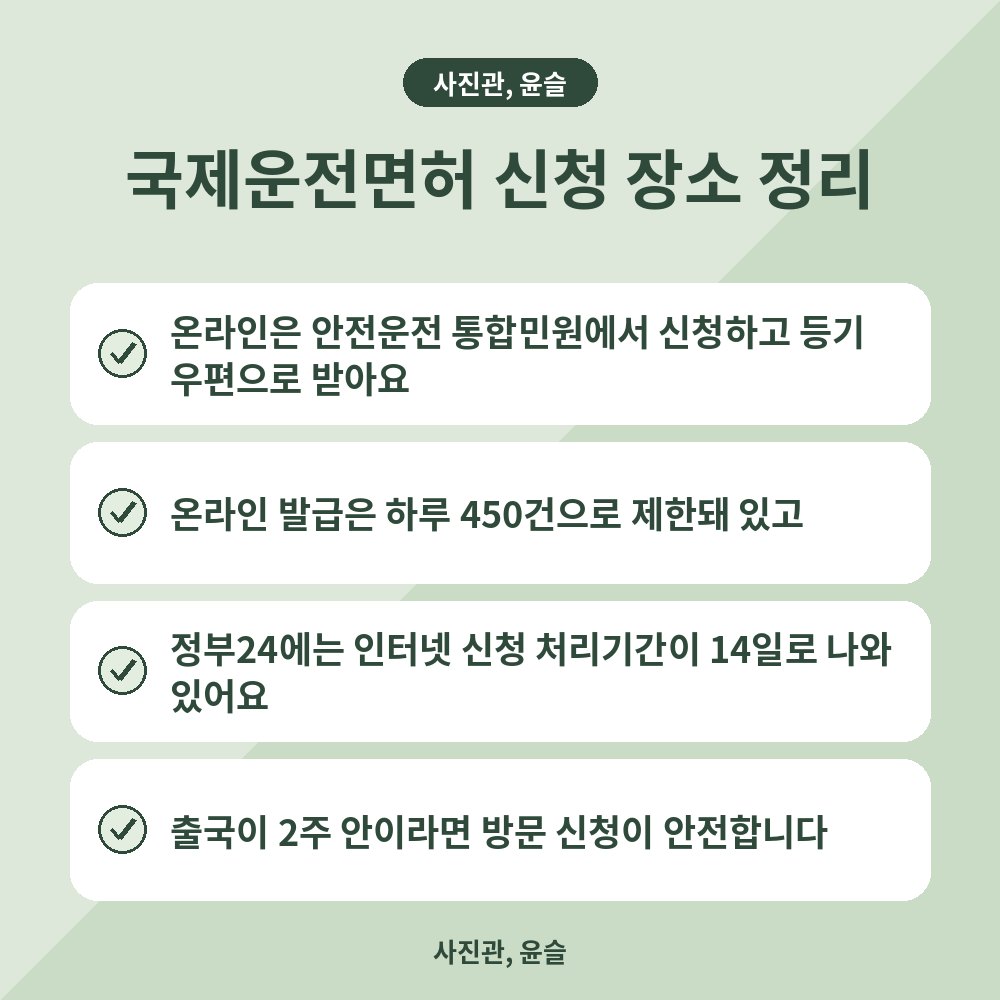 사진관, 윤슬
국제운전면허 신청 장소 정리
온라인은 안전운전 통합민원에서 신청하고 등기
우편으로 받아요
온라인 발급은 하루 450건으로 제한돼 있고
정부24에는 인터넷 신청 처리기간이 14일로 나와
있어요
출국이 2주 안이라면 방문 신청이 안전합니다
사진관, 윤슬